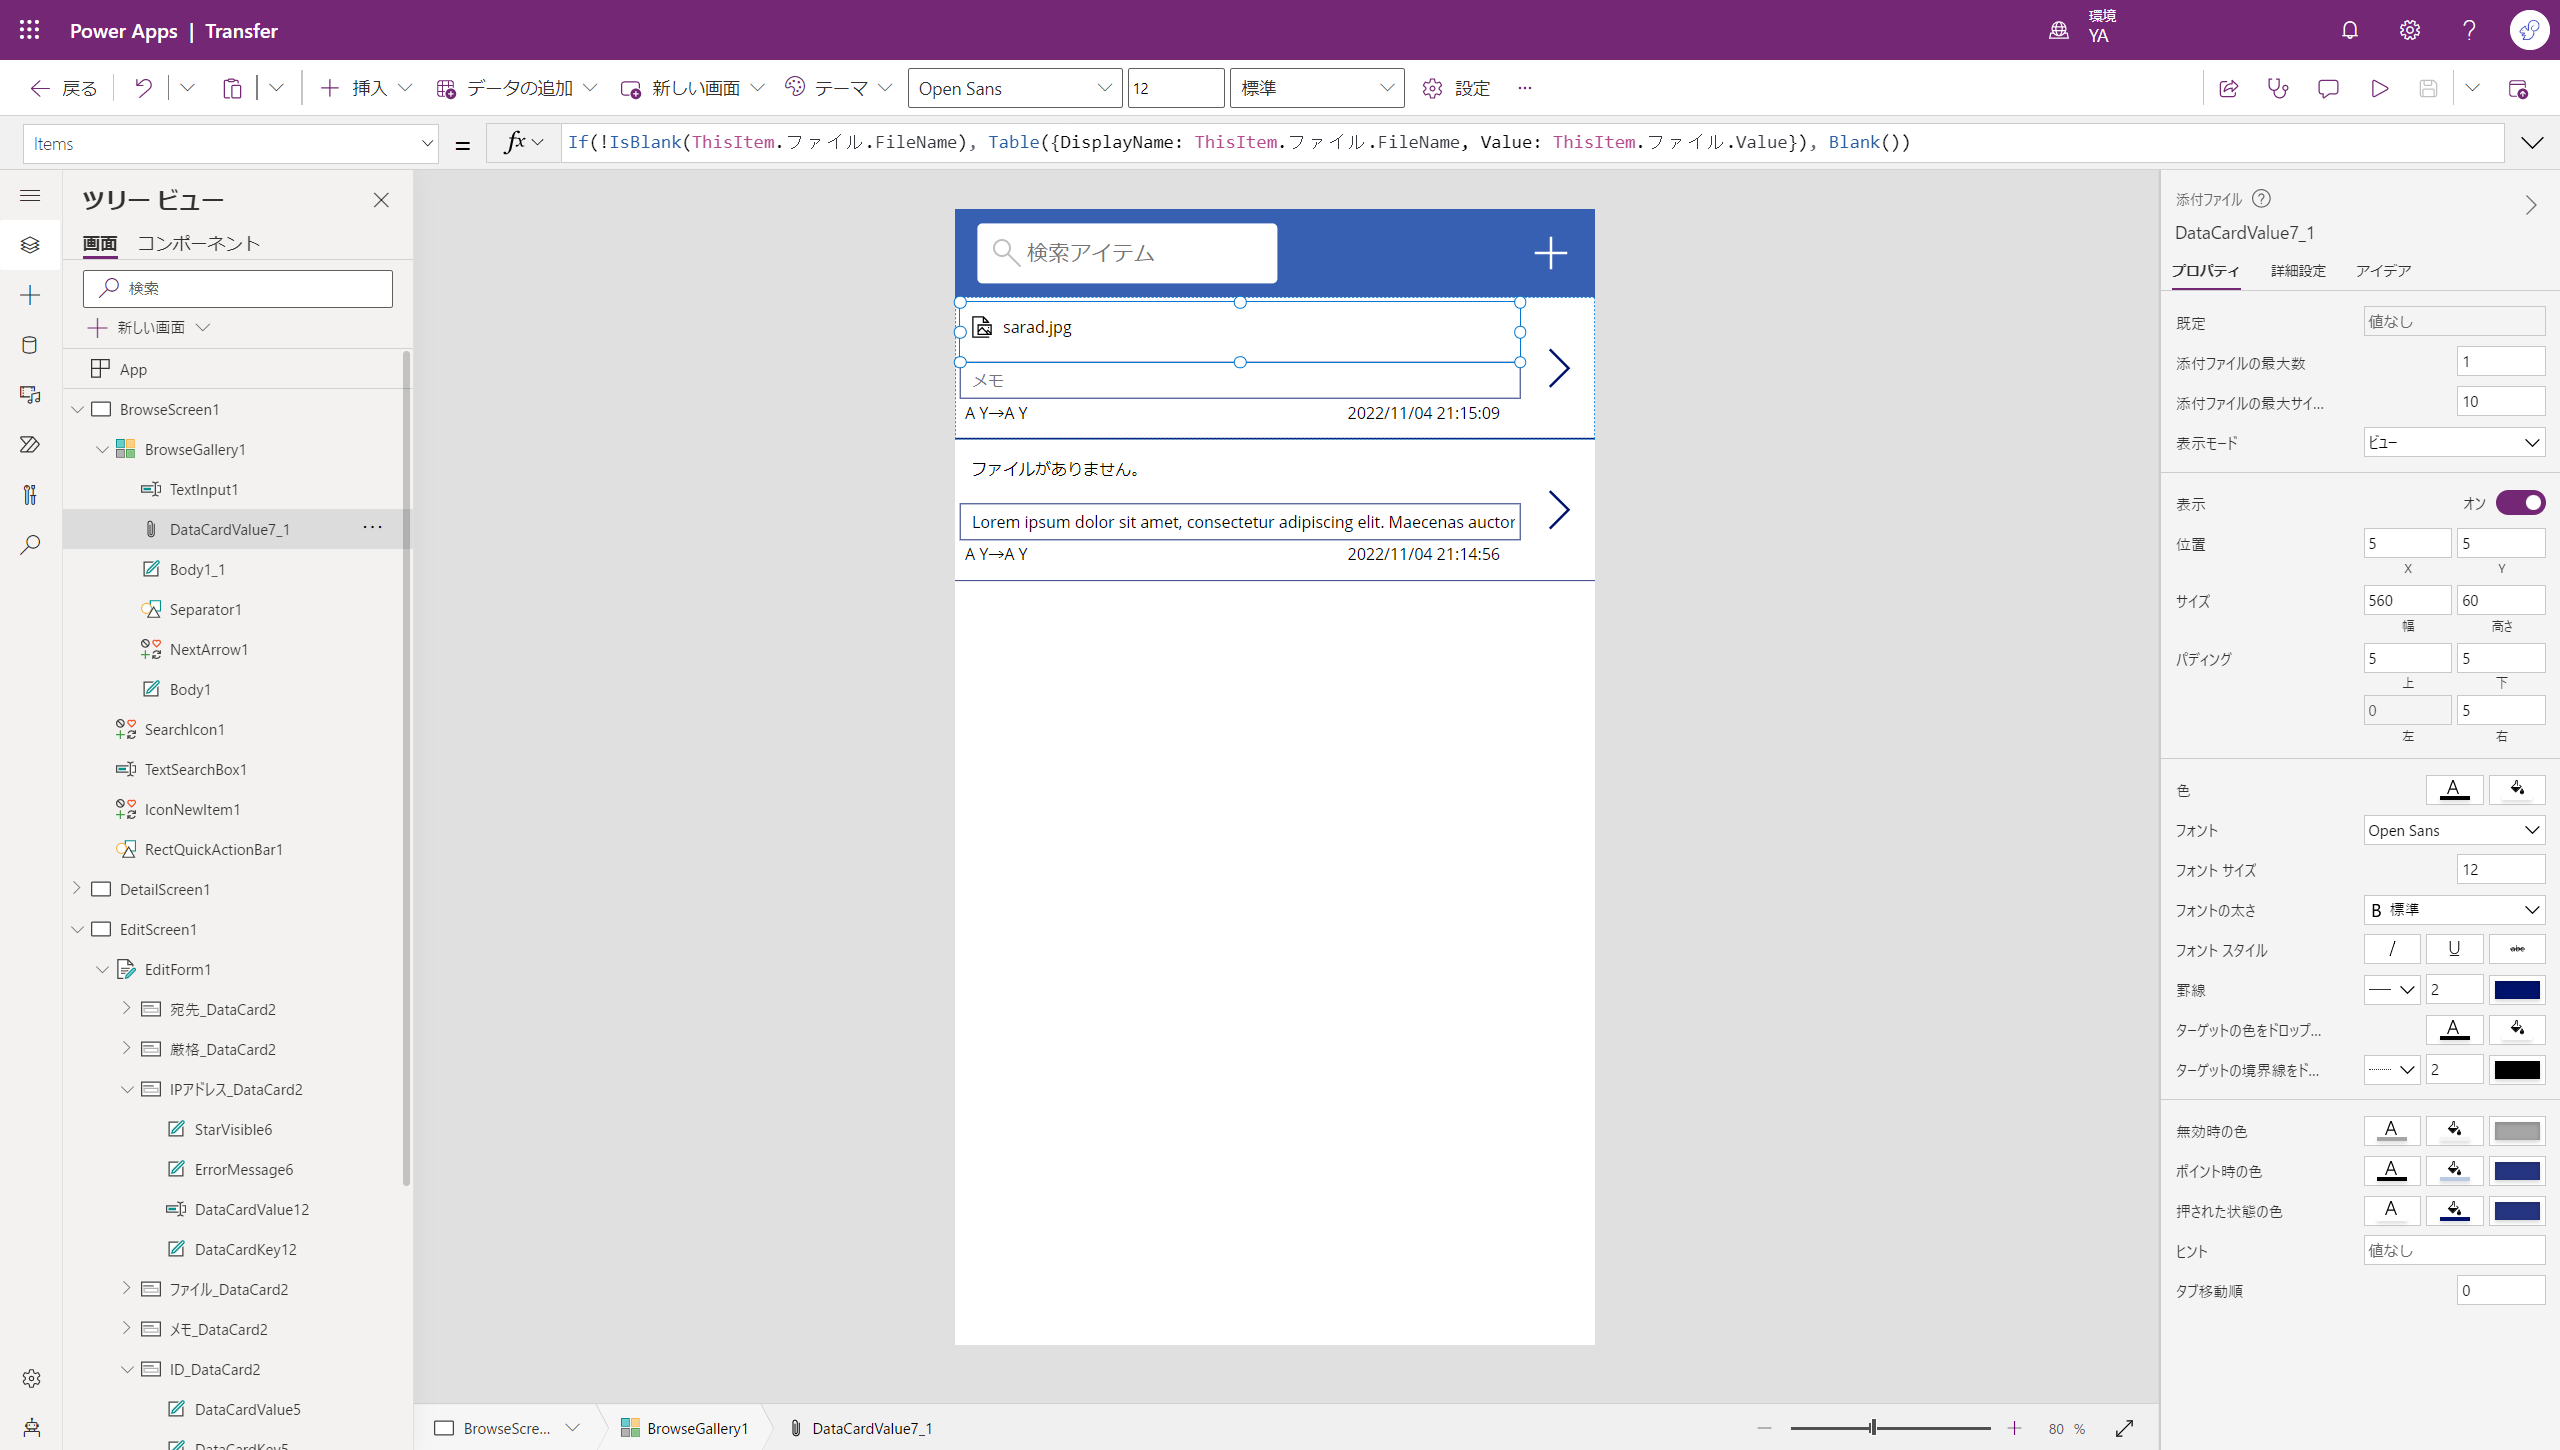 Power Apps | Transfer
環境
YA
戻る
挿入
データの追加
新しい画面
テーマ
Open Sans
12
標準
設定
Items
=
fx
If(!IsBlank(ThisItem.ファイル.FileName), Table({DisplayName: ThisItem.ファイル.FileName, Value: ThisItem.ファイル.Value}), Blank())
ツリー ビュー
画面 コンポーネント
検索
新しい画面
App
BrowseScreen1
BrowseGallery1
TextInput1
DataCardValue7_1
Body1_1
Separator1
NextArrow1
Body1
SearchIcon1
TextSearchBox1
IconNewItem1
RectQuickActionBar1
DetailScreen1
EditScreen1
EditForm1
宛先_DataCard2
厳格_DataCard2
IPアドレス_DataCard2
StarVisible6
ErrorMessage6
DataCardValue12
DataCardKey12
ファイル_DataCard2
メモ_DataCard2
ID_DataCard2
DataCardValue5
DataCardKey5
検索アイテム
sarad.jpg
メモ
A Y→A Y 2022/11/04 21:15:09
ファイルがありません。
Lorem ipsum dolor sit amet, consectetur adipiscing elit. Maecenas auctor
A Y→A Y 2022/11/04 21:14:56
BrowseScre...
BrowseGallery1
DataCardValue7_1
80 %
添付ファイル
DataCardValue7_1
プロパティ 詳細設定 アイデア
既定 値なし
添付ファイルの最大数 1
添付ファイルの最大サイ... 10
表示モード ビュー
表示 オン
位置 5 5
X Y
サイズ 560 60
幅 高さ
パディング 5 5
上 下
0 5
左 右
色 A
フォント Open Sans
フォント サイズ 12
フォントの太さ B 標準
フォント スタイル / U abc
罫線 2
ターゲットの色をドロップ... A
ターゲットの境界線をド... 2
無効時の色 A
ポイント時の色 A
押された状態の色 A
ヒント 値なし
タブ移動順 0